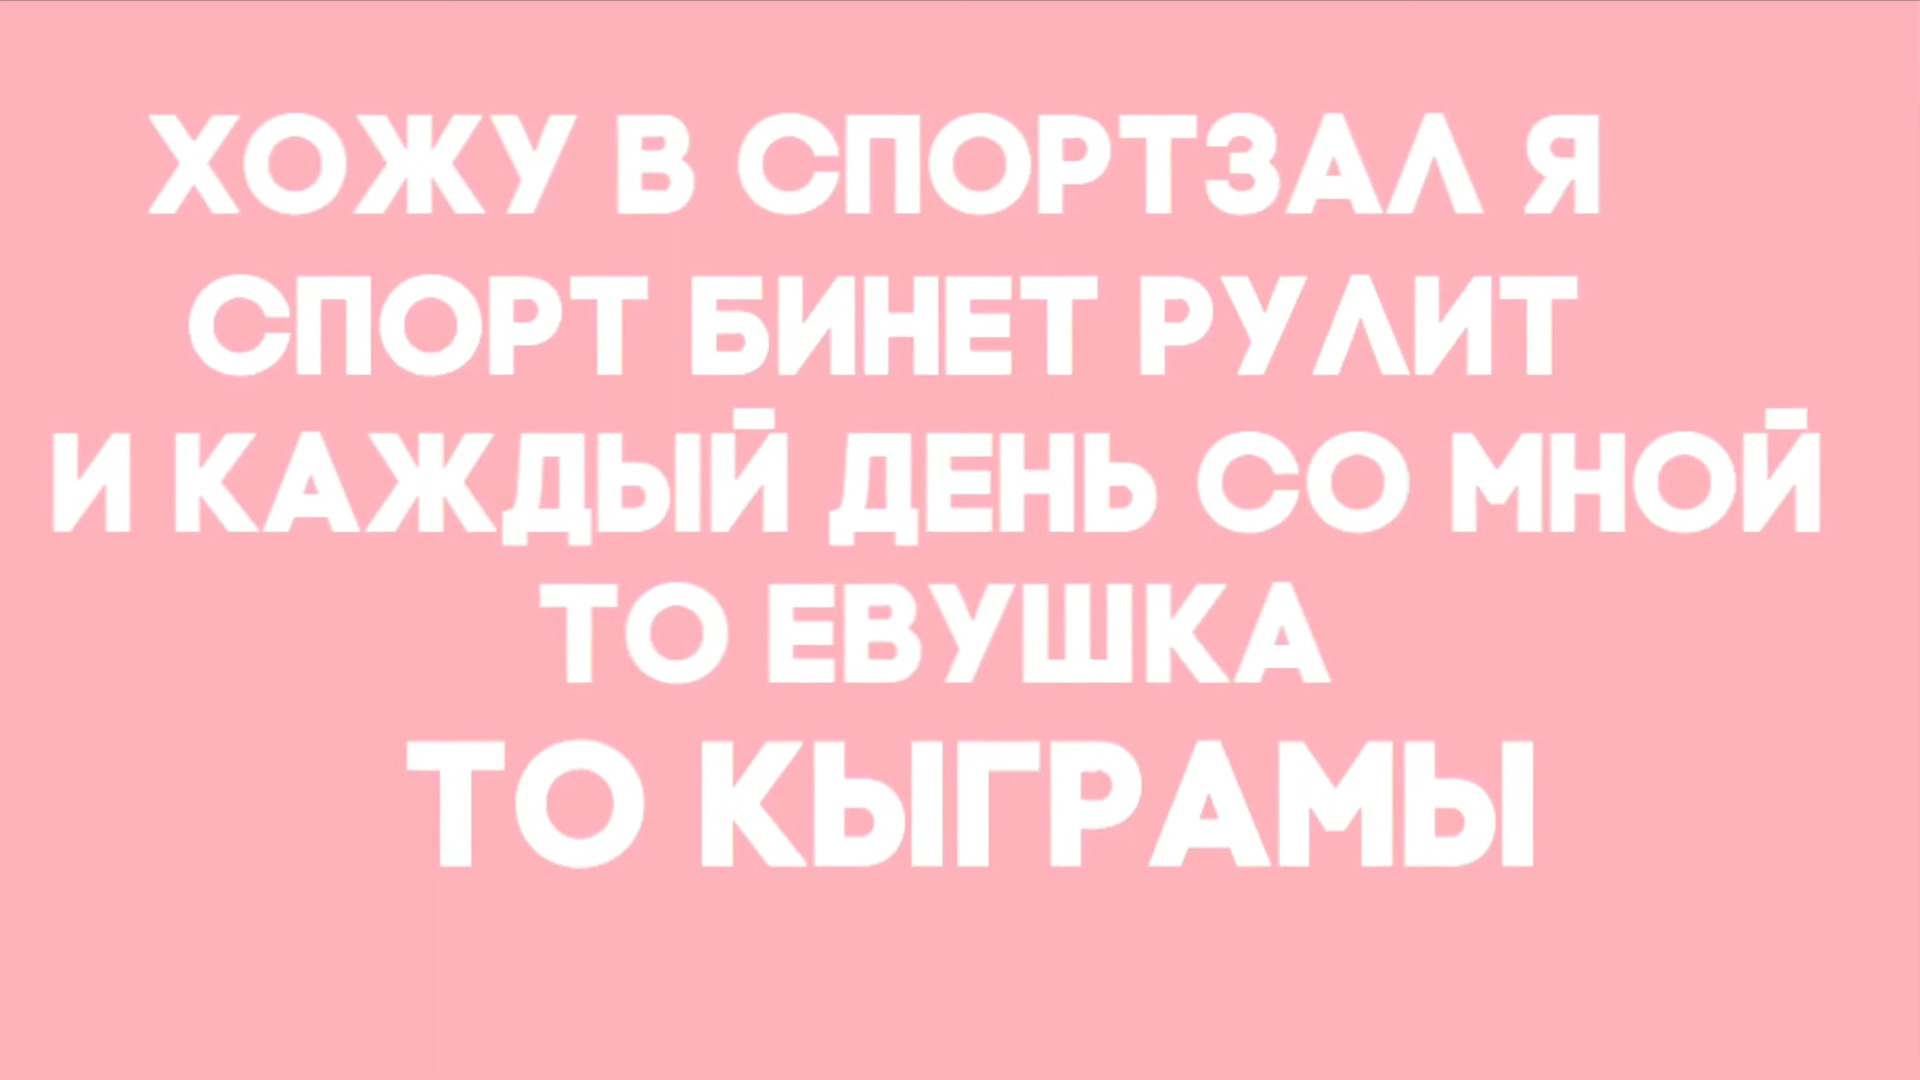 ХОЖУ В СПОРТЗАЛ Я
СПОРТ БИНЕТ РУЛИТ
И КАЖДЫЙ ДЕНЬ СО МНОЙ
ТО ЕВУШКА
ТО КЫГРАМЫ